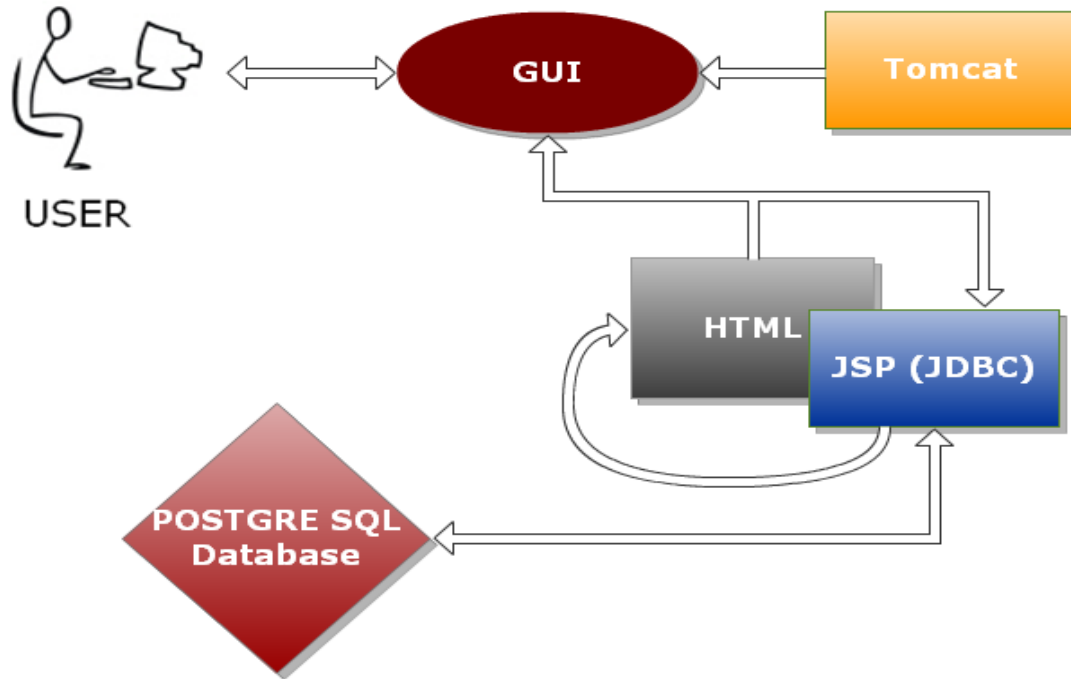 GUI
Tomcat
USER
HTML
JSP (JDBC)
POSTGRE SQL
Database